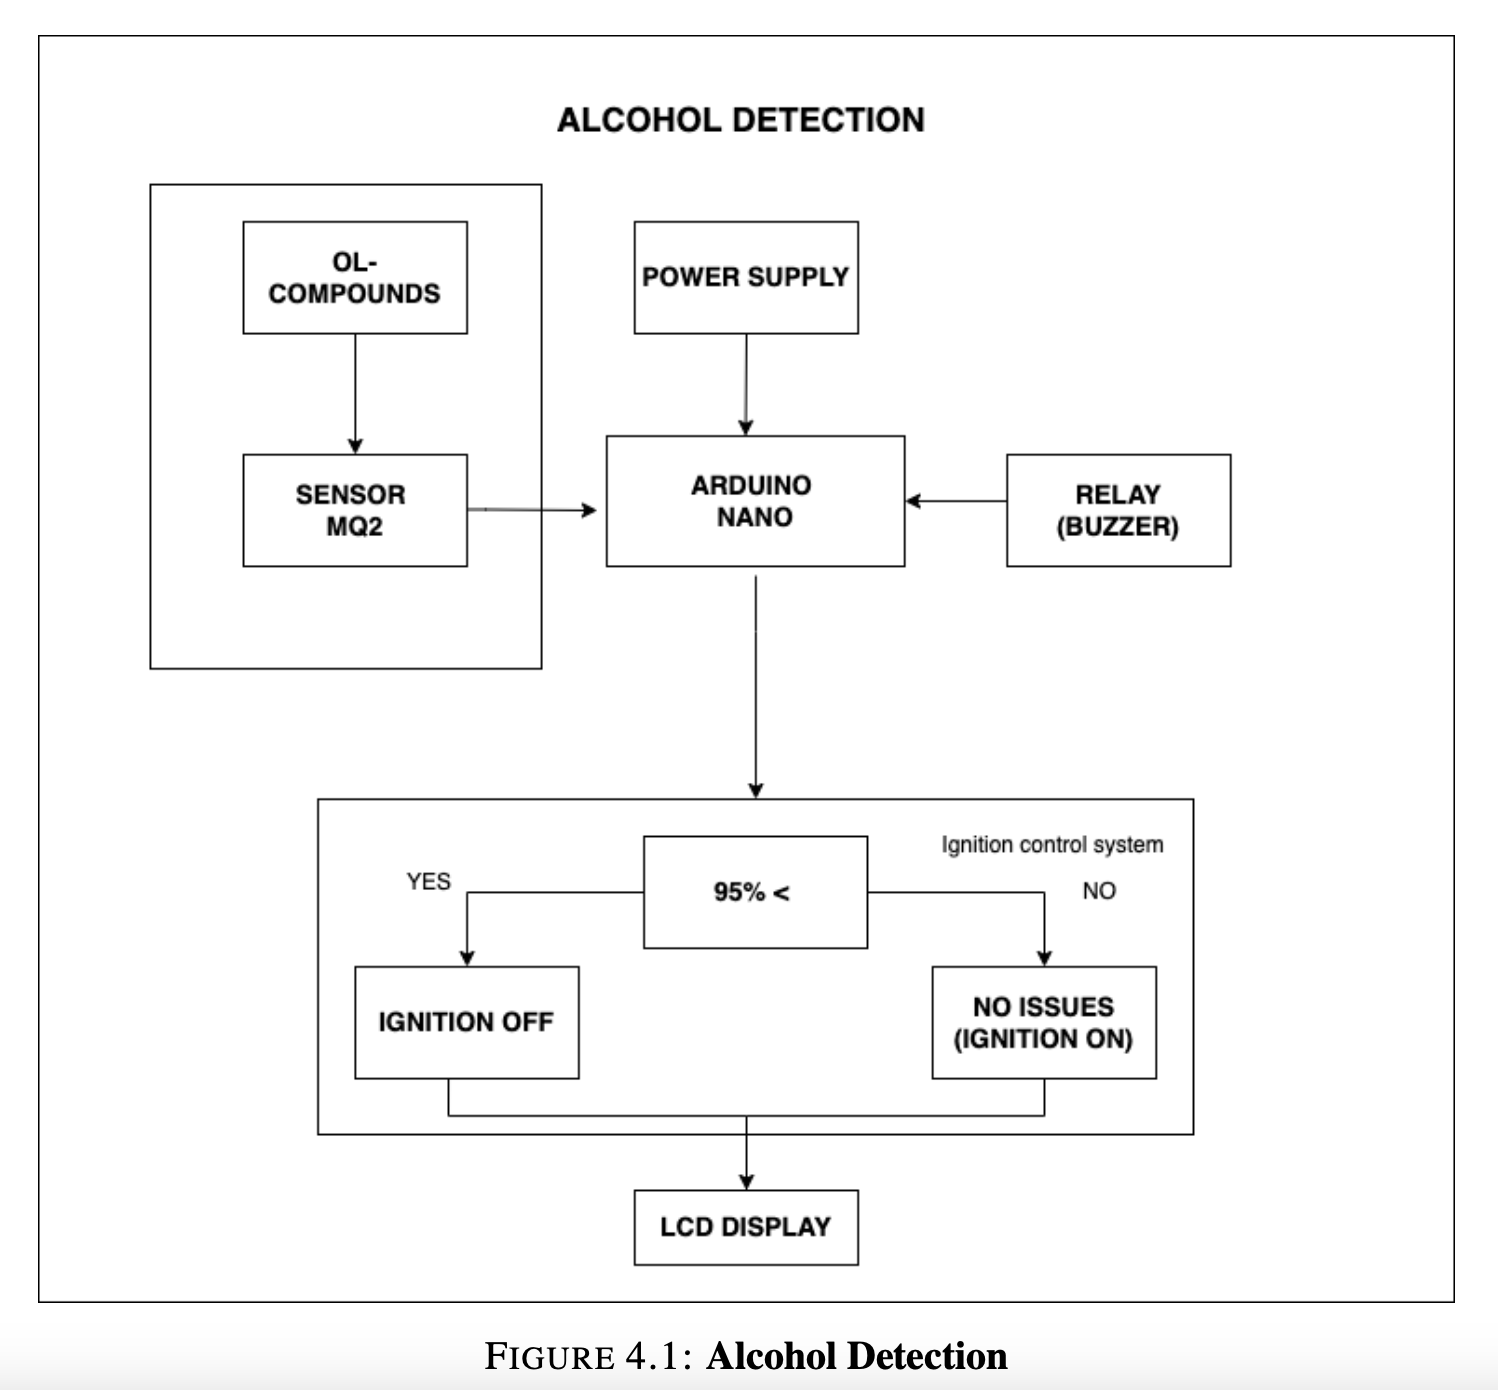 ALCOHOL DETECTION
OL-
COMPOUNDS
POWER SUPPLY
SENSOR
MQ2
ARDUINO
NANO
RELAY
(BUZZER)
Ignition control system
YES
95% <
NO
IGNITION OFF
NO ISSUES
(IGNITION ON)
LCD DISPLAY
FIGURE 4.1: Alcohol Detection